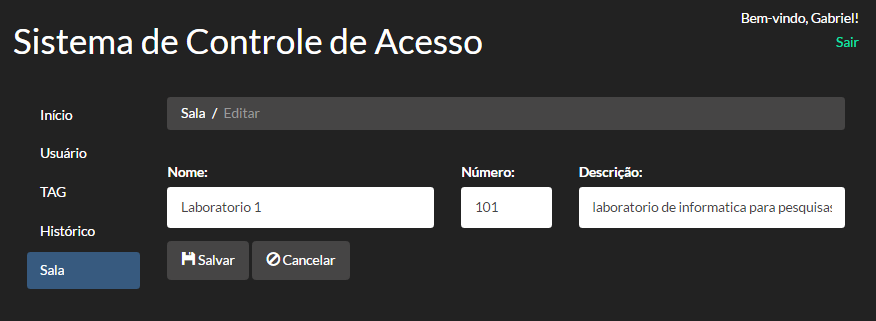 Bem-vindo, Gabriel!
Sistema de Controle de Acesso
Sair
Início
Usuário
TAG
Histórico
Sala
Sala / Editar
Nome: Número: Descrição:
Laboratorio 1 101 laboratorio de informatica para pesquisas
Salvar Cancelar